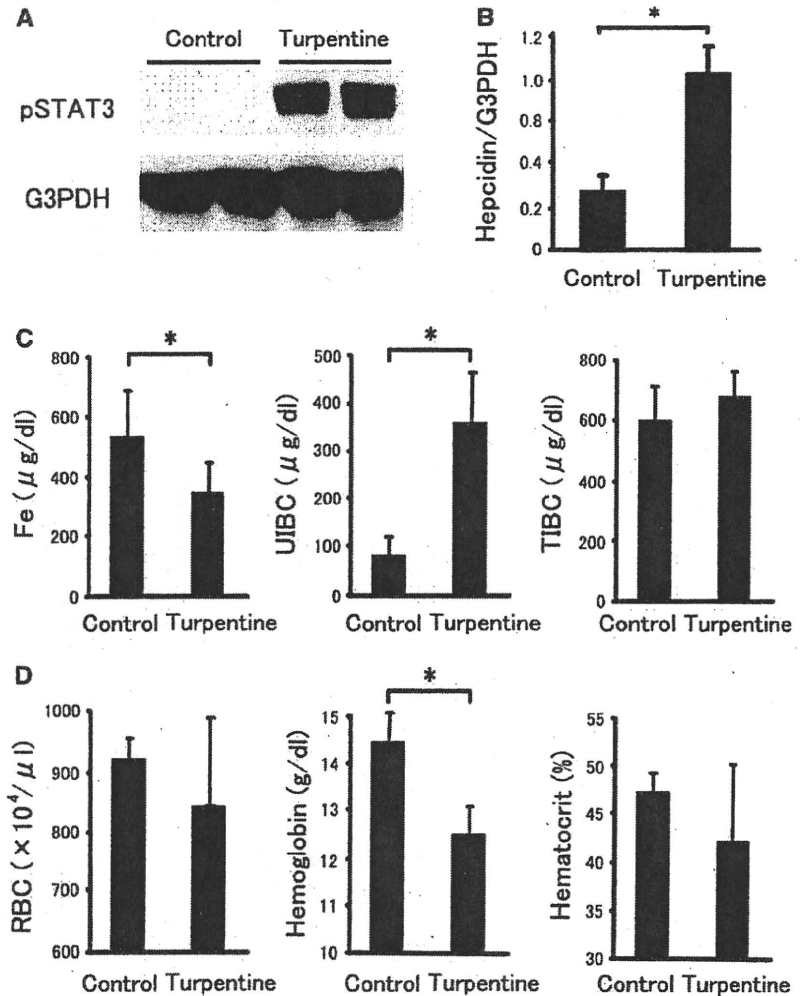 A
Control Turpentine
pSTAT3
G3PDH
B
*
Hepcidin/G3PDH
1.2
1.0
0.8
0.4
0.2
0
Control Turpentine
C
*
Fe (μg/dl)
800
600
400
200
0
Control Turpentine
*
UIBC (μg/dl)
500
400
300
200
100
0
Control Turpentine
TIBC (μg/dl)
800
600
400
200
0
Control Turpentine
D
RBC (×10⁴/μl)
1000
900
800
700
600
Control Turpentine
*
Hemoglobin (g/dl)
15
14
13
12
11
10
Control Turpentine
Hematocrit (%)
55
50
45
40
35
30
Control Turpentine